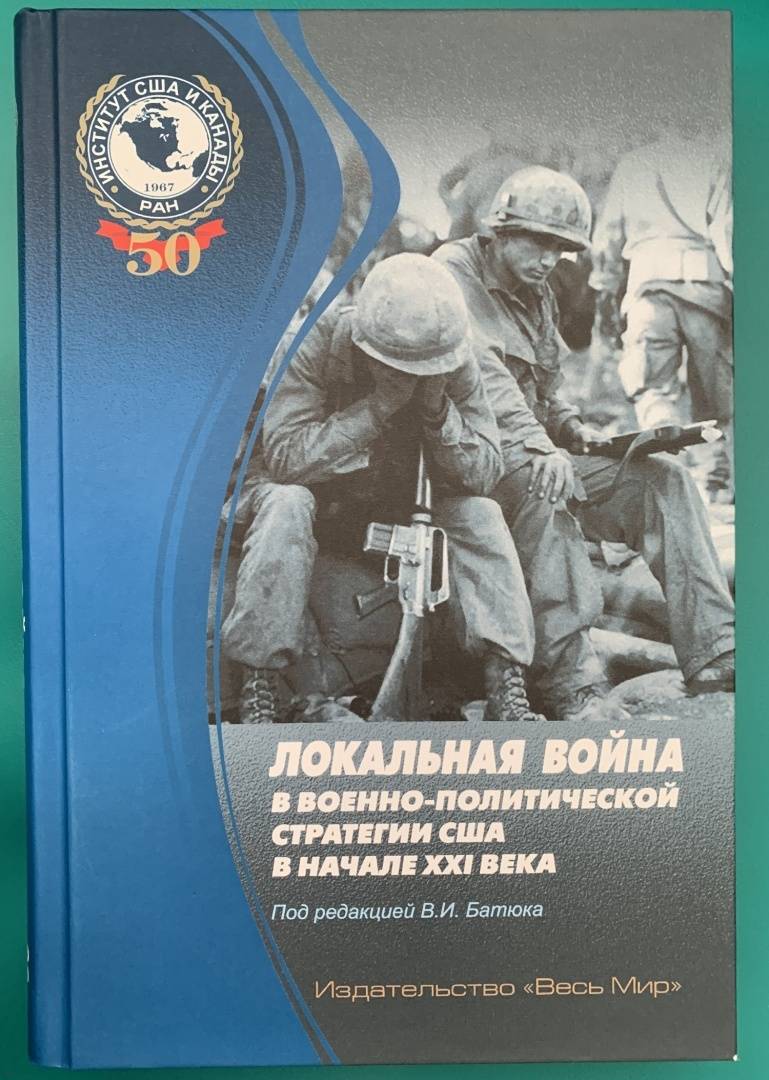 ИНСТИТУТ США И КАНАДЫ
1967
РАН
50
ЛОКАЛЬНАЯ ВОЙНА
В ВОЕННО-ПОЛИТИЧЕСКОЙ
СТРАТЕГИИ США
В НАЧАЛЕ XXI ВЕКА
Под редакцией В.И. Батюка
Издательство «Весь Мир»